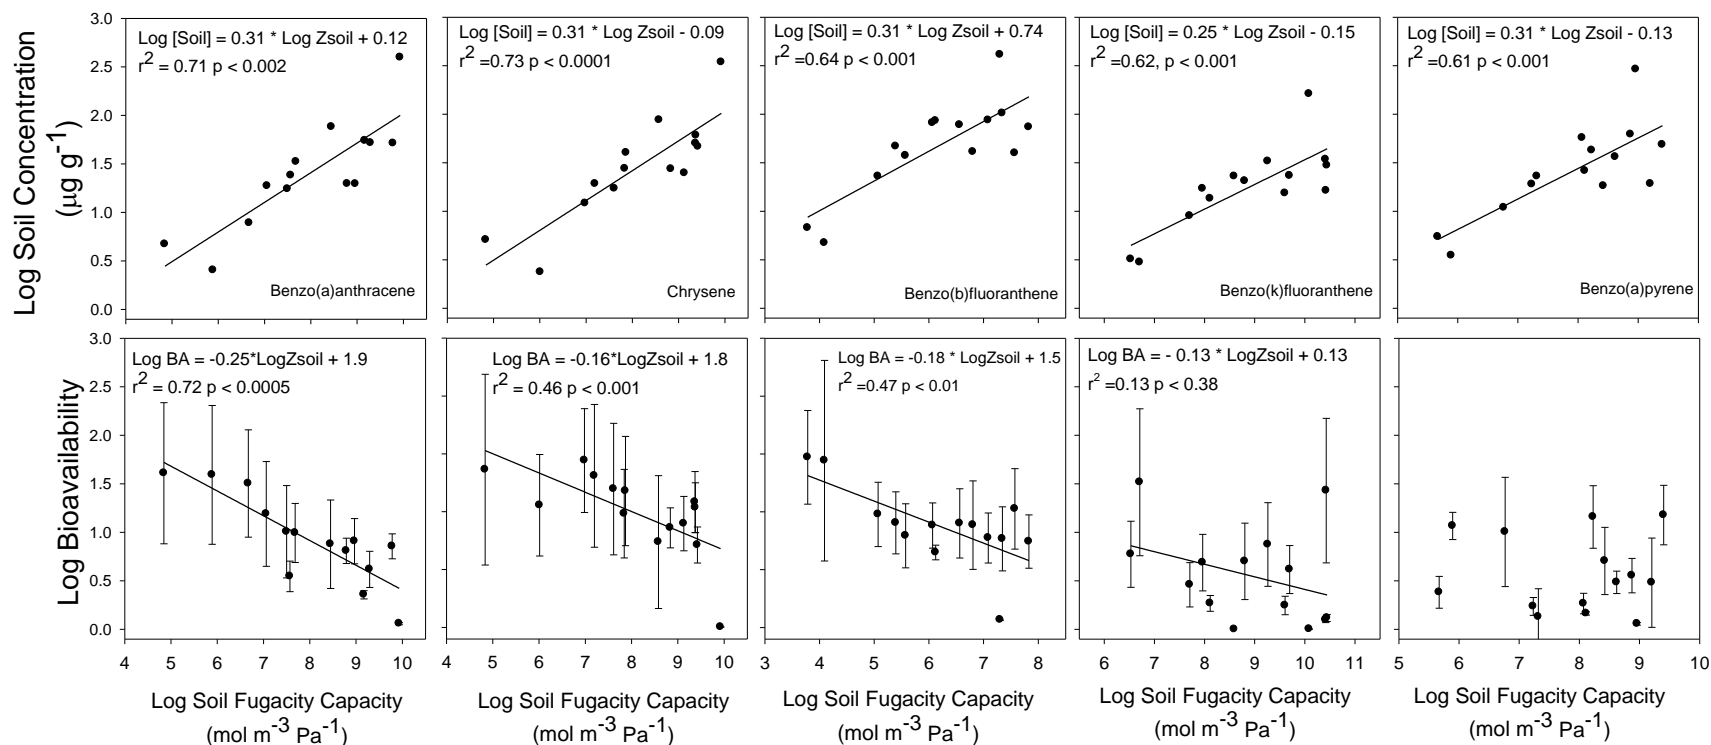 Log Soil Concentration
(µg g-1)
3.0
2.5
2.0
1.5
1.0
0.5
0.0
Log [Soil] = 0.31 * Log Zsoil + 0.12
r2 = 0.71 p < 0.002
Benzo(a)anthracene
Log [Soil] = 0.31 * Log Zsoil - 0.09
r2 =0.73 p < 0.0001
Chrysene
Log [Soil] = 0.31 * Log Zsoil + 0.74
r2 =0.64 p < 0.001
Benzo(b)fluoranthene
Log [Soil] = 0.25 * Log Zsoil - 0.15
r2 =0.62, p < 0.001
Benzo(k)fluoranthene
Log [Soil] = 0.31 * Log Zsoil - 0.13
r2 =0.61 p < 0.001
Benzo(a)pyrene
4 5 6 7 8 9 10
Log Bioavailability
3.0
2.5
2.0
1.5
1.0
0.5
0.0
Log BA = -0.25*LogZsoil + 1.9
r2 = 0.72 p < 0.0005
Log BA = -0.16*LogZsoil + 1.8
r2 = 0.46 p < 0.001
Log BA = -0.18 * LogZsoil + 1.5
r2 =0.47 p < 0.01
Log BA = - 0.13 * LogZsoil + 0.13
r2 =0.13 p < 0.38
4 5 6 7 8 9 10
4 5 6 7 8 9 10
3 4 5 6 7 8
6 7 8 9 10 11
5 6 7 8 9 10
Log Soil Fugacity Capacity
(mol m-3 Pa-1)
Log Soil Fugacity Capacity
(mol m-3 Pa-1)
Log Soil Fugacity Capacity
(mol m-3 Pa-1)
Log Soil Fugacity Capacity
(mol m-3 Pa-1)
Log Soil Fugacity Capacity
(mol m-3 Pa-1)